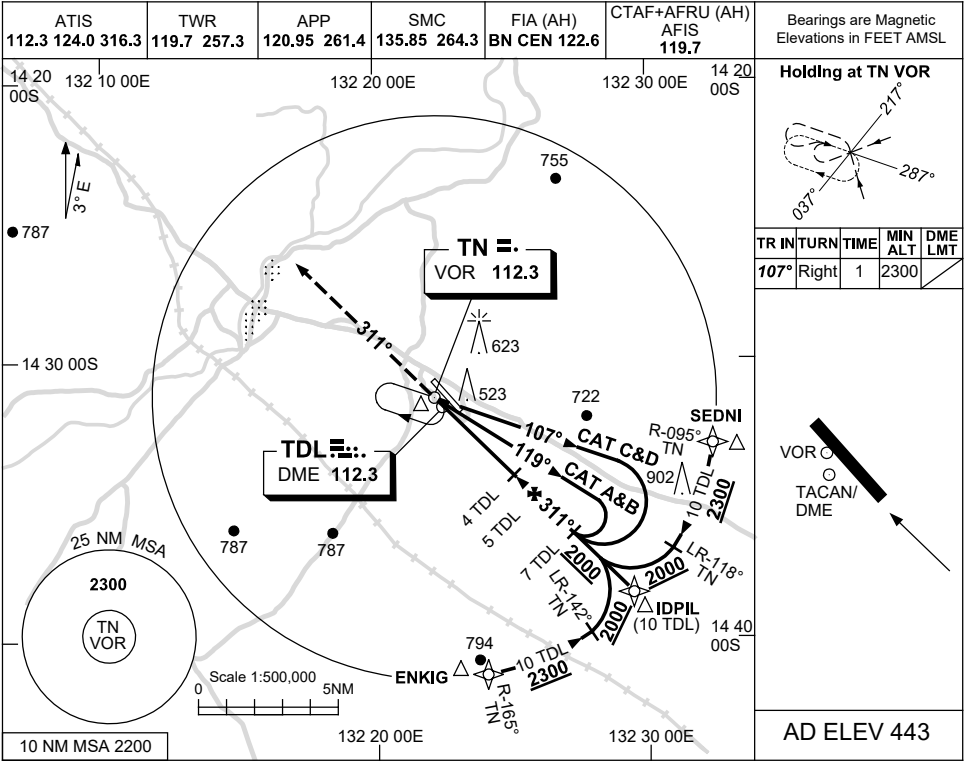 ATIS
112.3 124.0 316.3
TWR
119.7 257.3
APP
120.95 261.4
SMC
135.85 264.3
FIA (AH)
BN CEN 122.6
CTAF+AFRU (AH)
AFIS
119.7
Bearings are Magnetic
Elevations in FEET AMSL
14 20
00S
132 10 00E
132 20 00E
132 30 00E
14 20
00S
3° E
787
755
TN
VOR 112.3
311°
623
523
14 30 00S
722
SEDNI
R-095°
TN
107°
CAT C&D
TDL
DME 112.3
119°
CAT A&B
902
10 TDL
2300
4 TDL
5 TDL
311°
7 TDL
2000
LR-118°
TN
2000
LR-142°
TN
2000
IDPIL
(10 TDL)
787
787
25 NM MSA
2300
TN
VOR
14 40
00S
794
10 TDL
2300
ENKIG
R-165°
TN
Scale 1:500,000
0
5NM
10 NM MSA 2200
132 20 00E
132 30 00E
Holding at TN VOR
217°
287°
037°
TR IN TURN TIME MIN ALT DME LMT
107° Right 1 2300
VOR
TACAN/
DME
AD ELEV 443